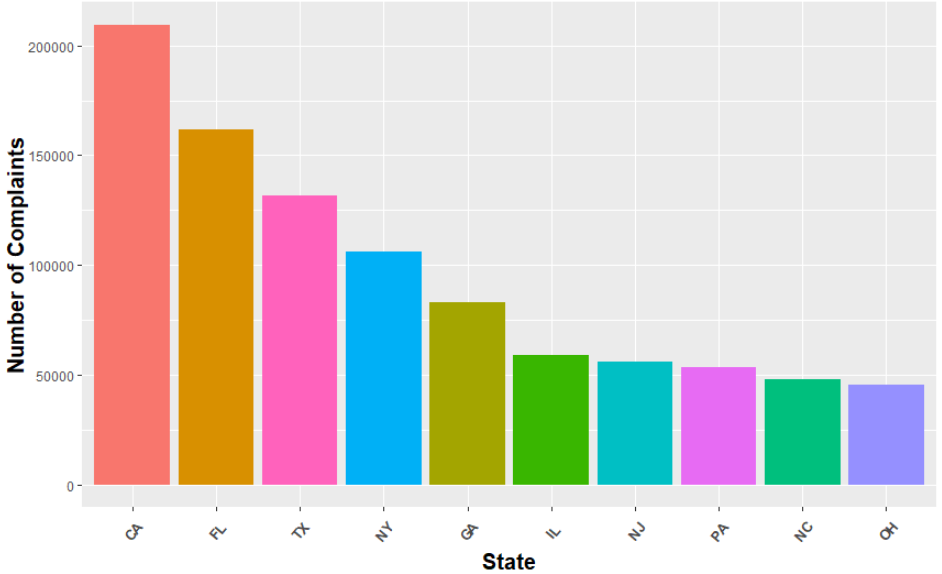 Number of Complaints
200000
150000
100000
50000
0
CA FL TX NY GA IL NJ PA NC OH
State